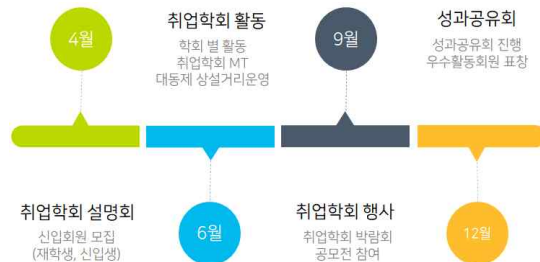 4월
취업학회 설명회
신입회원 모집
(재학생, 신입생)
취업학회 활동
학회 별 활동
취업학회 MT
대동제 상설거리운영
6월
9월
취업학회 행사
취업학회 박람회
공모전 참여
성과공유회
성과공유회 진행
우수활동회원 표창
12월